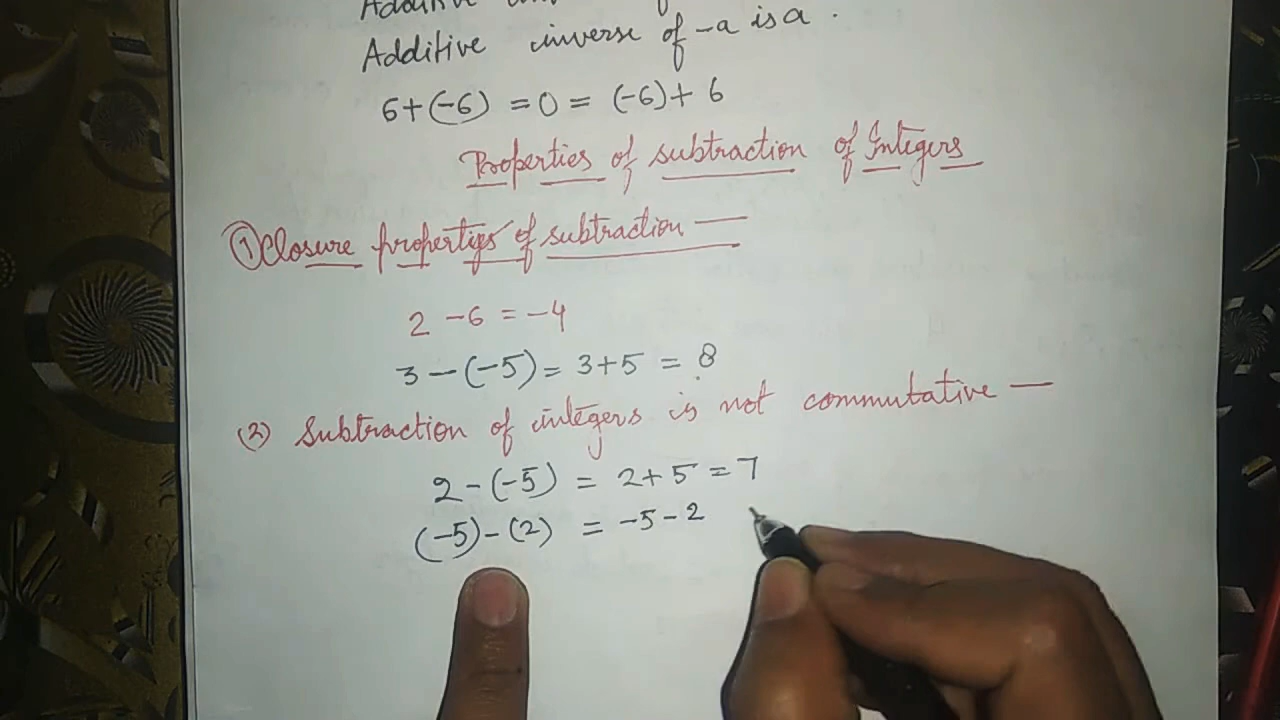 Additive
Additive inverse of -a is a.
6+(-6) = 0 = (-6)+ 6
Properties of subtraction of Integers
(1) Closure properties of subtraction —
2 - 6 = -4
3 - (-5) = 3+5 = 8
(2) Subtraction of integers is not commutative —
2 - (-5) = 2+5 = 7
(-5) - (2) = -5 - 2